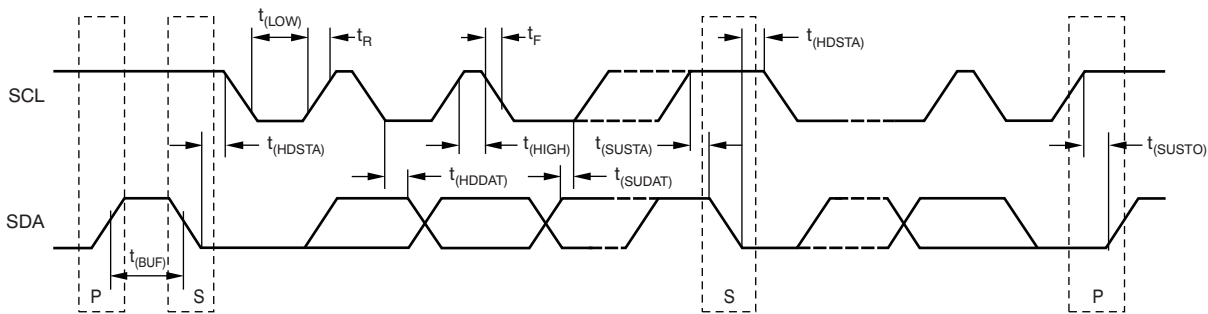 t(LOW)
tR
tF
t(HDSTA)
SCL
t(HDSTA)
t(HIGH)
t(SUSTA)
t(SUSTO)
t(HDDAT)
t(SUDAT)
SDA
t(BUF)
P
S
S
P